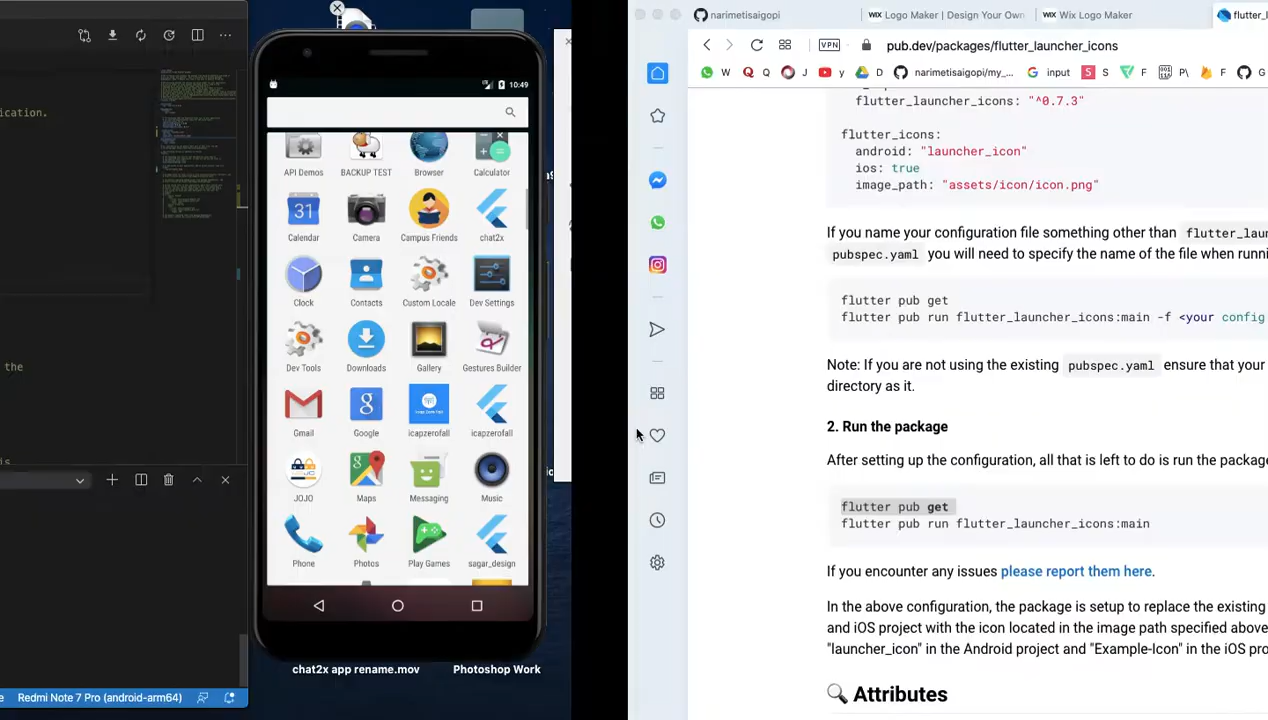 ication.
the
s
e Redmi Note 7 Pro (android-arm64)
10:49
API Demos BACKUP TEST Browser Calculator
31
Calendar Camera Campus Friends chat2x
Clock Contacts Custom Locale Dev Settings
Dev Tools Downloads Gallery Gestures Builder
Gmail Google icapzerofall icapzerofall
JOJO Maps Messaging Music
Phone Photos Play Games sagar_design
chat2x app rename.mov Photoshop Work
narimetisaigopi WIX Logo Maker | Design Your Own WIX Wix Logo Maker flutter_l
VPN pub.dev/packages/flutter_launcher_icons
W Q Q J y D narimetisaigopi/my_... input S S F P\ F G
flutter_launcher_icons: "^0.7.3"
flutter_icons:
android: "launcher_icon"
ios: true
image_path: "assets/icon/icon.png"
If you name your configuration file something other than flutter_lau
pubspec.yaml you will need to specify the name of the file when runni
flutter pub get
flutter pub run flutter_launcher_icons:main -f <your config
Note: If you are not using the existing pubspec.yaml ensure that your
directory as it.
2. Run the package
After setting up the configuration, all that is left to do is run the package
flutter pub get
flutter pub run flutter_launcher_icons:main
If you encounter any issues please report them here.
In the above configuration, the package is setup to replace the existing
and iOS project with the icon located in the image path specified above
"launcher_icon" in the Android project and "Example-Icon" in the iOS pro
Attributes